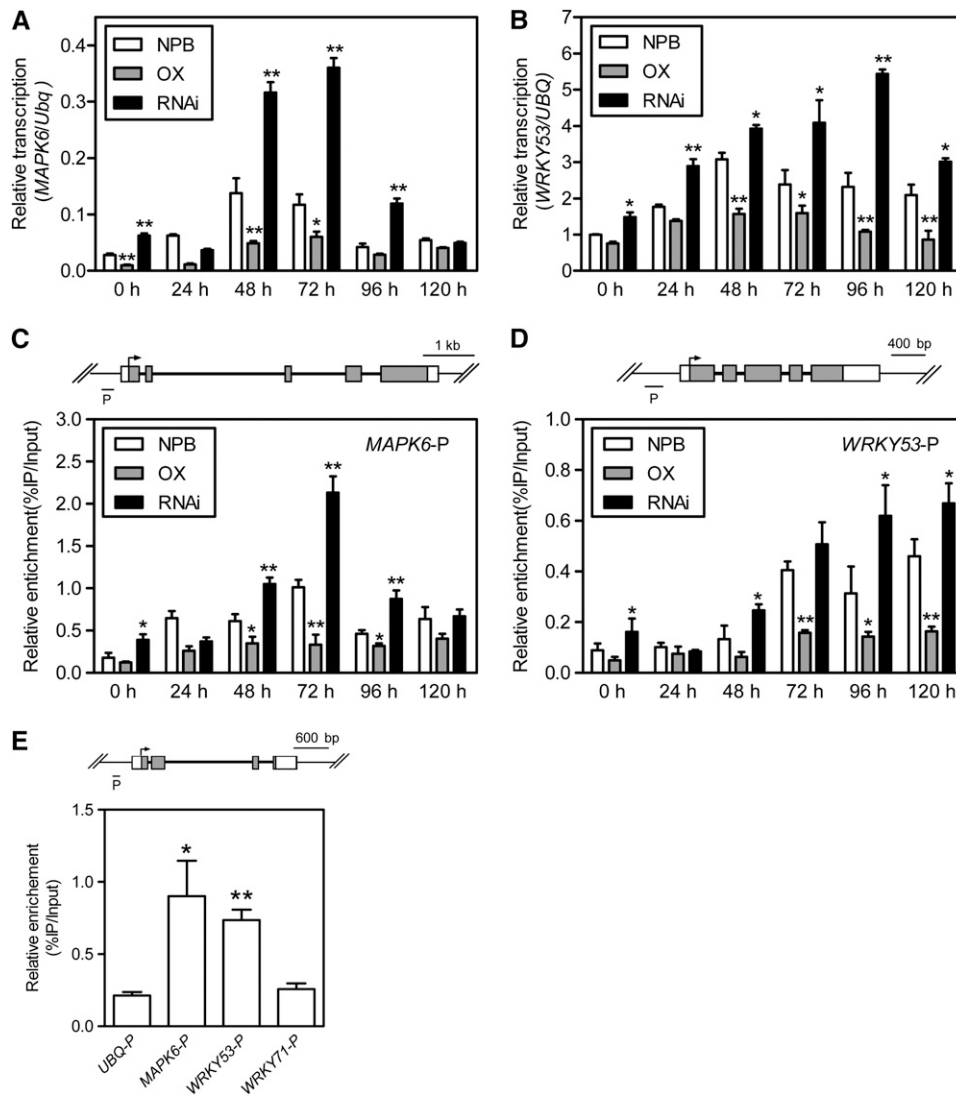 A
Relative transcription
(MAPK6/Ubq)
0.4
0.3
0.2
0.1
0.0
NPB
OX
RNAi
** ** ** ** ** * **
0 h 24 h 48 h 72 h 96 h 120 h
B
Relative transcription
(WRKY53/UBQ)
7
6
5
4
3
2
1
0
NPB
OX
RNAi
* ** ** * * * ** ** ** *
0 h 24 h 48 h 72 h 96 h 120 h
C
1 kb
P
Relative entichment(%IP/Input)
3.0
2.5
2.0
1.5
1.0
0.5
0.0
NPB
OX
RNAi
MAPK6-P
* * ** ** ** * **
0 h 24 h 48 h 72 h 96 h 120 h
D
400 bp
P
Relative entichment(%IP/Input)
1.0
0.8
0.6
0.4
0.2
0.0
NPB
OX
RNAi
WRKY53-P
* * ** * * ** *
0 h 24 h 48 h 72 h 96 h 120 h
E
600 bp
P
Relative enrichement
(%IP/Input)
1.5
1.0
0.5
0.0
* **
UBQ-P
MAPK6-P
WRKY53-P
WRKY71-P